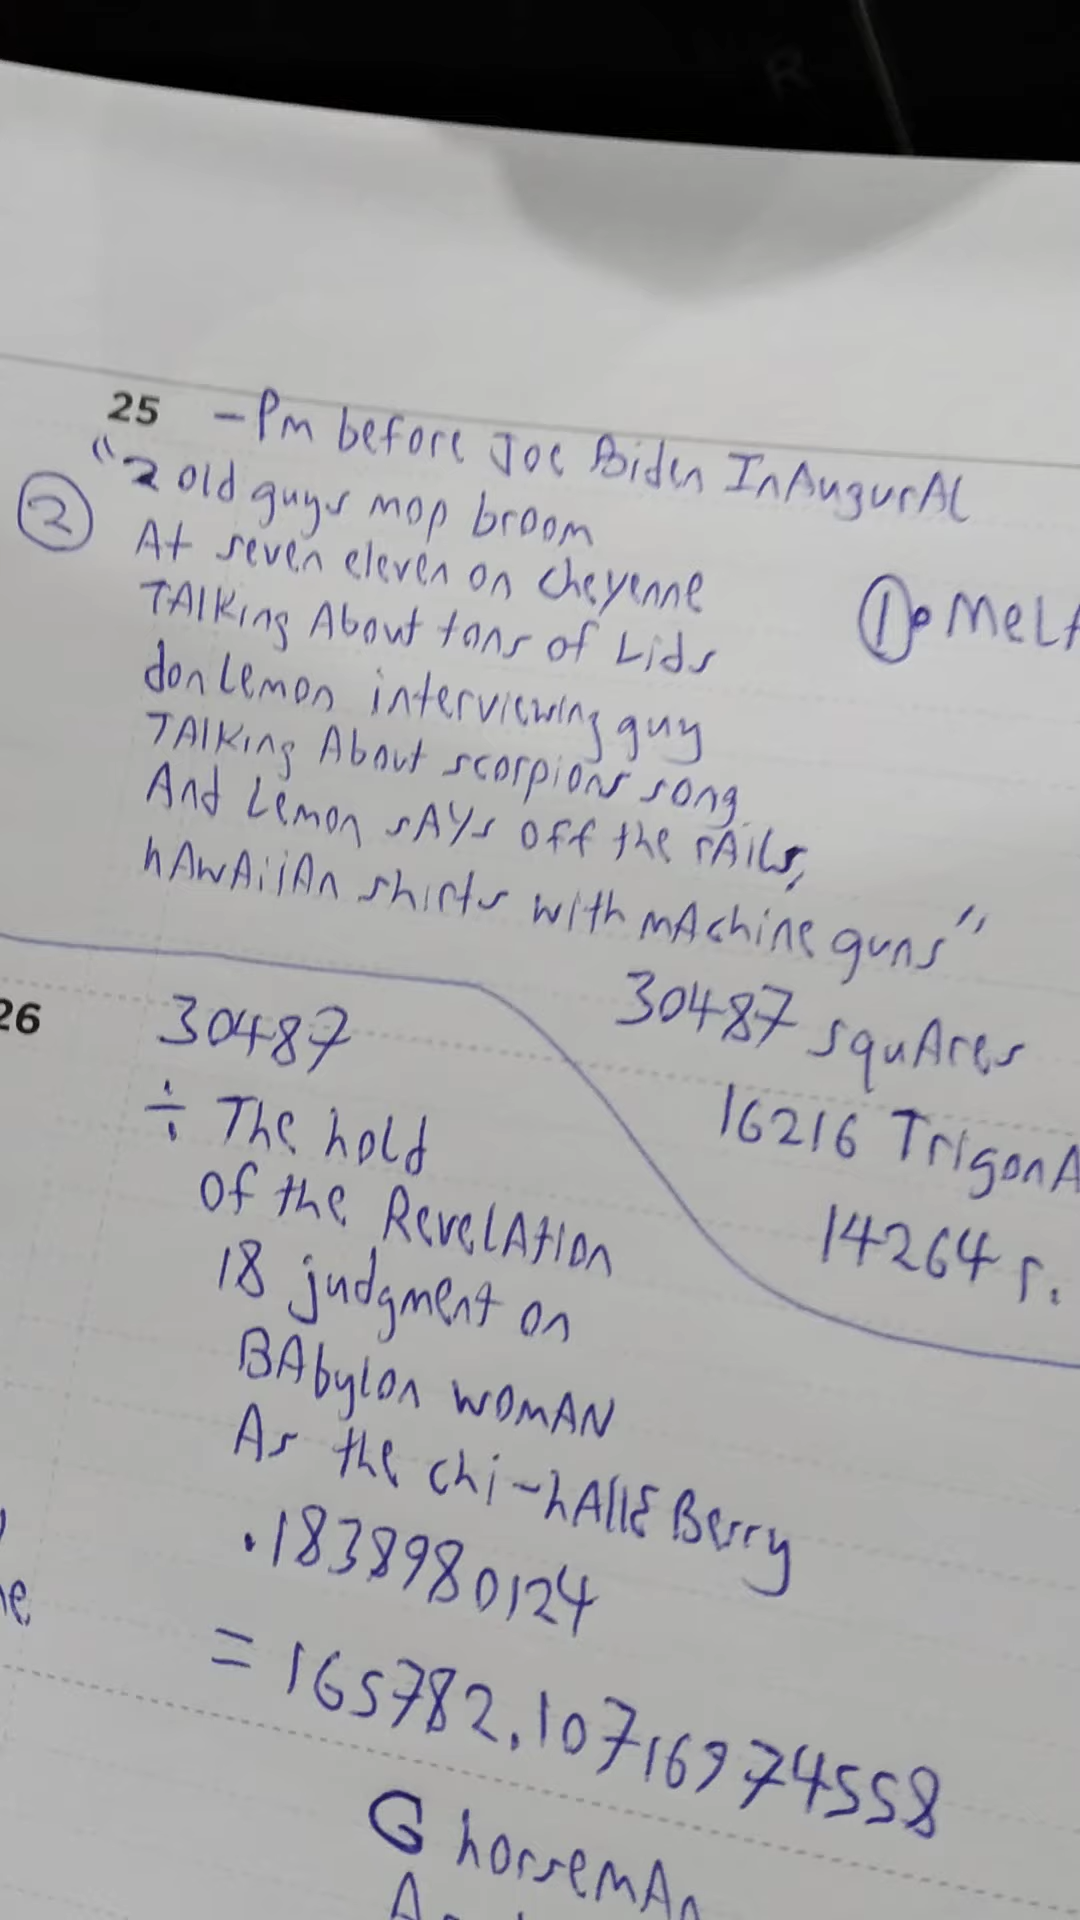 25 - Pm before Joe Biden InAugurAl
"2 old guys mop broom
②
At seven eleven on cheyenne
TAlking About tons of Lids
don Lemon interviewing guy
TAlking About scorpions song
And Lemon sAys off the rAils,
hAwAiiAn shirts with mAchine guns"
①• MeLA
30487 squAres
16216 TrigonA
14264 r.
26 30487
÷ The hold
of the RevelAtion
18 judgment on
BAbylon womAN
As the chi-hAlle Berry
.1838980124
= 165782.10716974558
G horsemAn